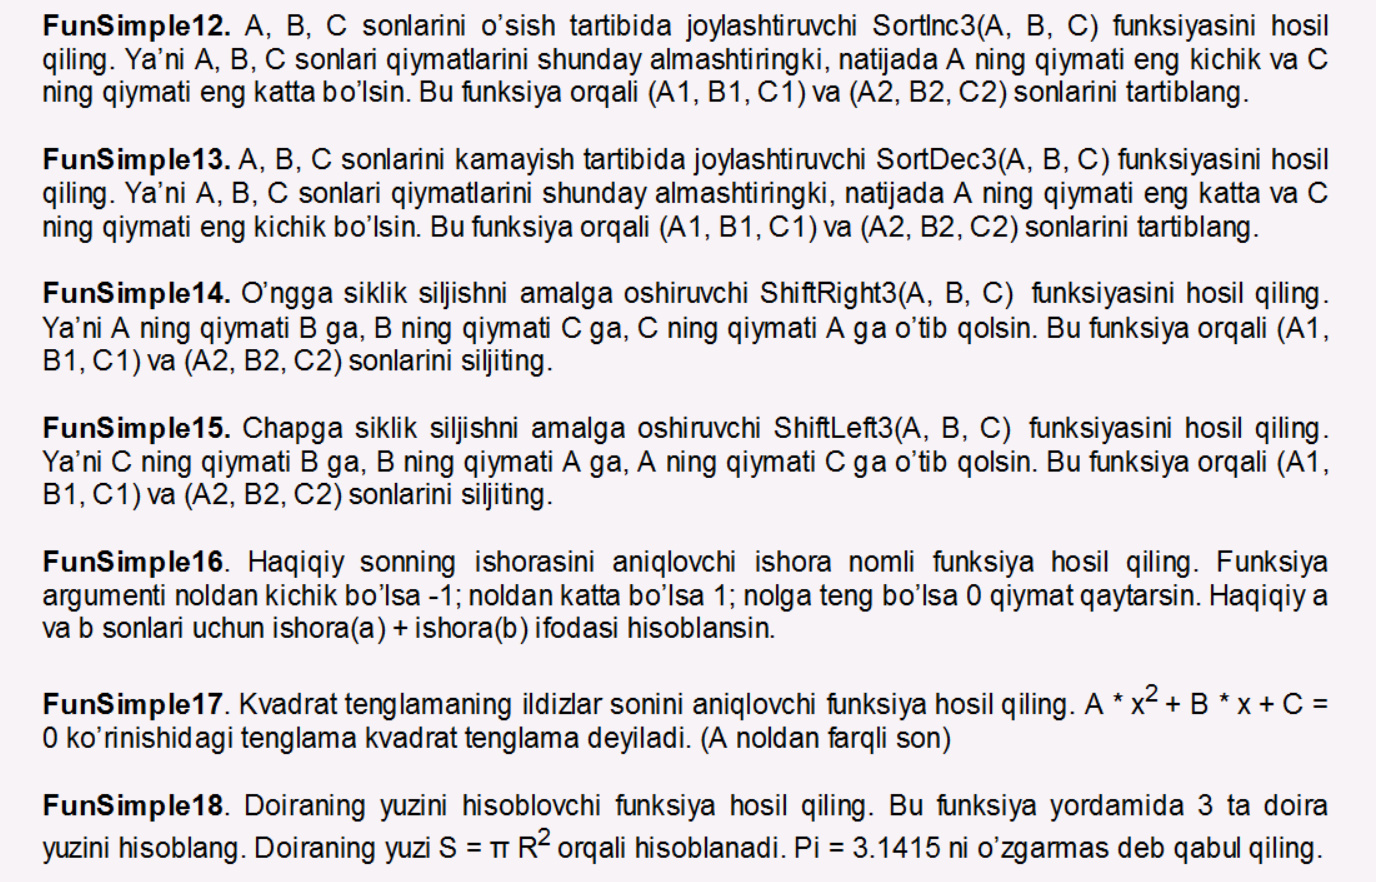 FunSimple12. A, B, C sonlarini o’sish tartibida joylashtiruvchi SortInc3(A, B, C) funksiyasini hosil
qiling. Ya’ni A, B, C sonlari qiymatlarini shunday almashtiringki, natijada A ning qiymati eng kichik va C
ning qiymati eng katta bo’lsin. Bu funksiya orqali (A1, B1, C1) va (A2, B2, C2) sonlarini tartiblang.
FunSimple13. A, B, C sonlarini kamayish tartibida joylashtiruvchi SortDec3(A, B, C) funksiyasini hosil
qiling. Ya’ni A, B, C sonlari qiymatlarini shunday almashtiringki, natijada A ning qiymati eng katta va C
ning qiymati eng kichik bo’lsin. Bu funksiya orqali (A1, B1, C1) va (A2, B2, C2) sonlarini tartiblang.
FunSimple14. O’ngga siklik siljishni amalga oshiruvchi ShiftRight3(A, B, C) funksiyasini hosil qiling.
Ya’ni A ning qiymati B ga, B ning qiymati C ga, C ning qiymati A ga o’tib qolsin. Bu funksiya orqali (A1,
B1, C1) va (A2, B2, C2) sonlarini siljiting.
FunSimple15. Chapga siklik siljishni amalga oshiruvchi ShiftLeft3(A, B, C) funksiyasini hosil qiling.
Ya’ni C ning qiymati B ga, B ning qiymati A ga, A ning qiymati C ga o’tib qolsin. Bu funksiya orqali (A1,
B1, C1) va (A2, B2, C2) sonlarini siljiting.
FunSimple16. Haqiqiy sonning ishorasini aniqlovchi ishora nomli funksiya hosil qiling. Funksiya
argumenti noldan kichik bo’lsa -1; noldan katta bo’lsa 1; nolga teng bo’lsa 0 qiymat qaytarsin. Haqiqiy a
va b sonlari uchun ishora(a) + ishora(b) ifodasi hisoblansin.
FunSimple17. Kvadrat tenglamaning ildizlar sonini aniqlovchi funksiya hosil qiling. A * x² + B * x + C =
0 ko’rinishidagi tenglama kvadrat tenglama deyiladi. (A noldan farqli son)
FunSimple18. Doiraning yuzini hisoblovchi funksiya hosil qiling. Bu funksiya yordamida 3 ta doira
yuzini hisoblang. Doiraning yuzi S = π R² orqali hisoblanadi. Pi = 3.1415 ni o’zgarmas deb qabul qiling.